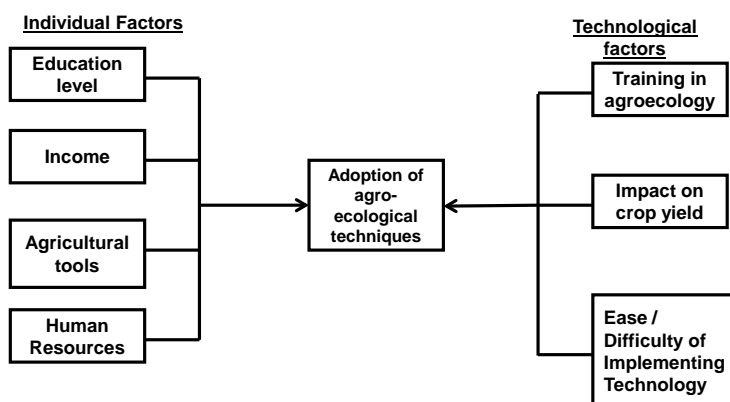 Individual Factors
Education
level
Income
Agricultural
tools
Human
Resources
Adoption of
agro-
ecological
techniques
Technological
factors
Training in
agroecology
Impact on
crop yield
Ease /
Difficulty of
Implementing
Technology